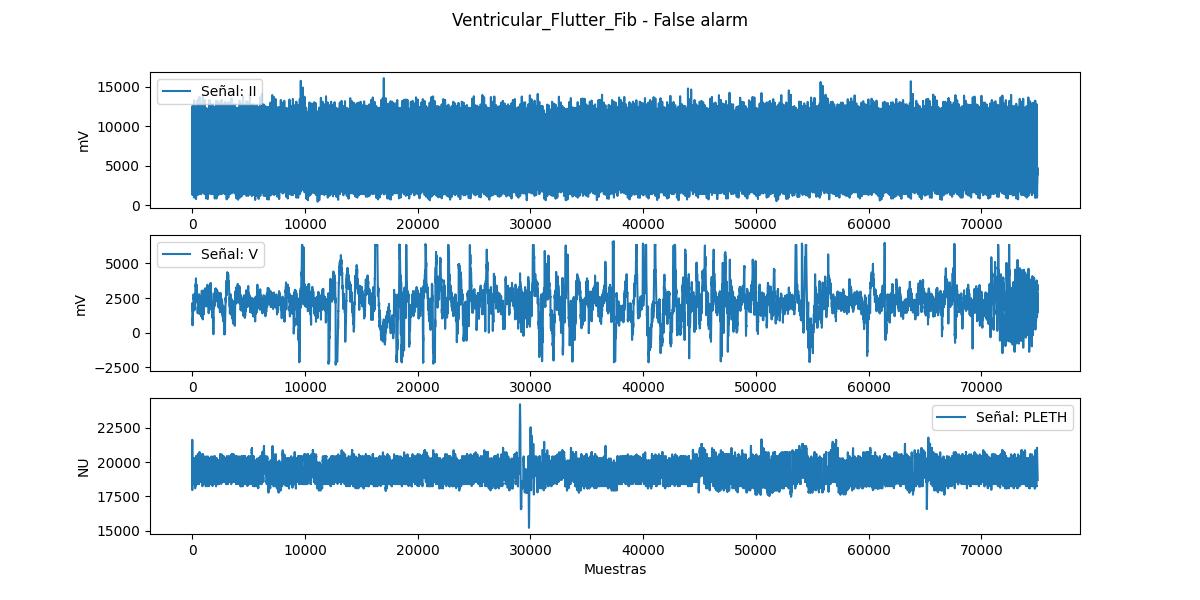 Ventricular_Flutter_Fib - False alarm
Señal: II
mV
15000
10000
5000
0
0 10000 20000 30000 40000 50000 60000 70000
Señal: V
mV
5000
2500
0
−2500
0 10000 20000 30000 40000 50000 60000 70000
Señal: PLETH
NU
22500
20000
17500
15000
0 10000 20000 30000 40000 50000 60000 70000
Muestras